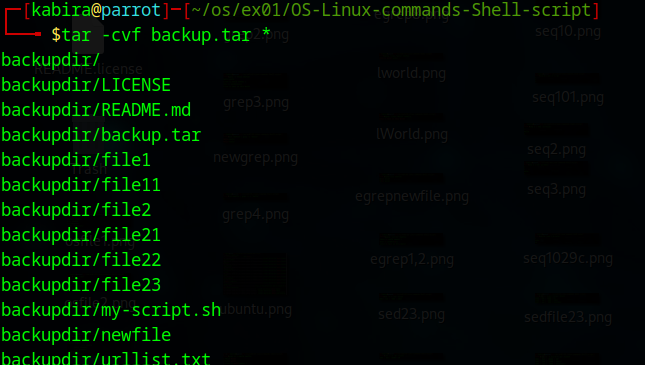 ┌─[kabira@parrot]─[~/os/ex01/OS-Linux-commands-Shell-script]
└──╼ $tar -cvf backup.tar *
backupdir/
backupdir/LICENSE
backupdir/README.md
backupdir/backup.tar
backupdir/file1
backupdir/file11
backupdir/file2
backupdir/file21
backupdir/file22
backupdir/file23
backupdir/my-script.sh
backupdir/newfile
backupdir/urllist.txt
seq10.png
lworld.png
seq101.png
grep3.png
lWorld.png
seq2.png
newgrep.png
seq3.png
egrepnewfile.png
grep4.png
egrep1,2.png
seq1029c.png
ubuntu.png
sed23.png
sedfile23.png